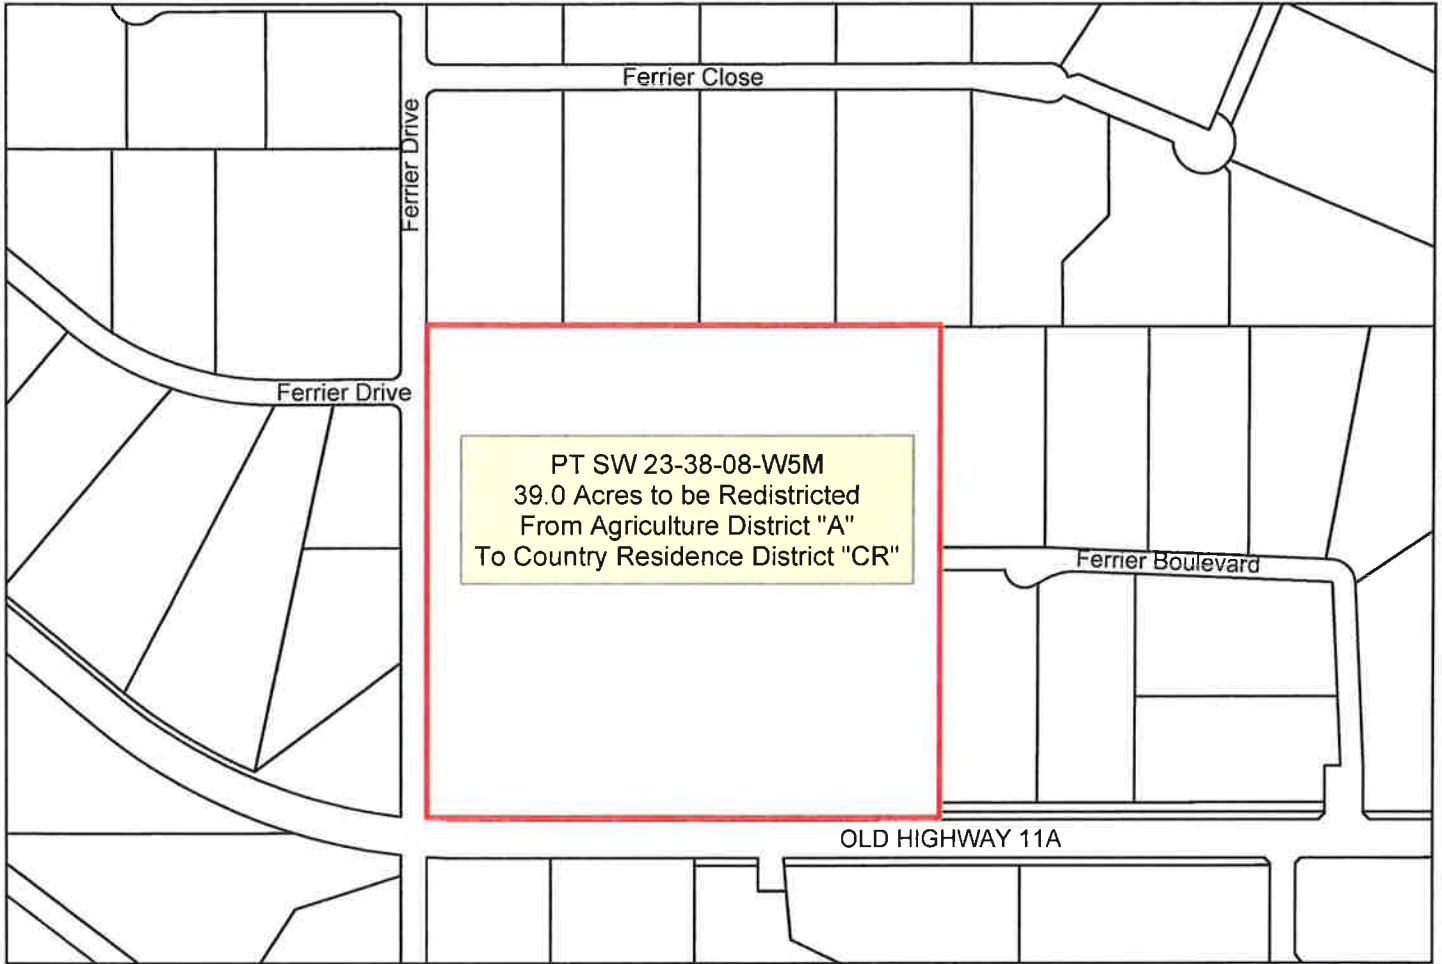 Ferrier Close
Ferrier Drive
Ferrier Drive
PT SW 23-38-08-W5M
39.0 Acres to be Redistricted
From Agriculture District "A"
To Country Residence District "CR"
Ferrier Boulevard
OLD HIGHWAY 11A